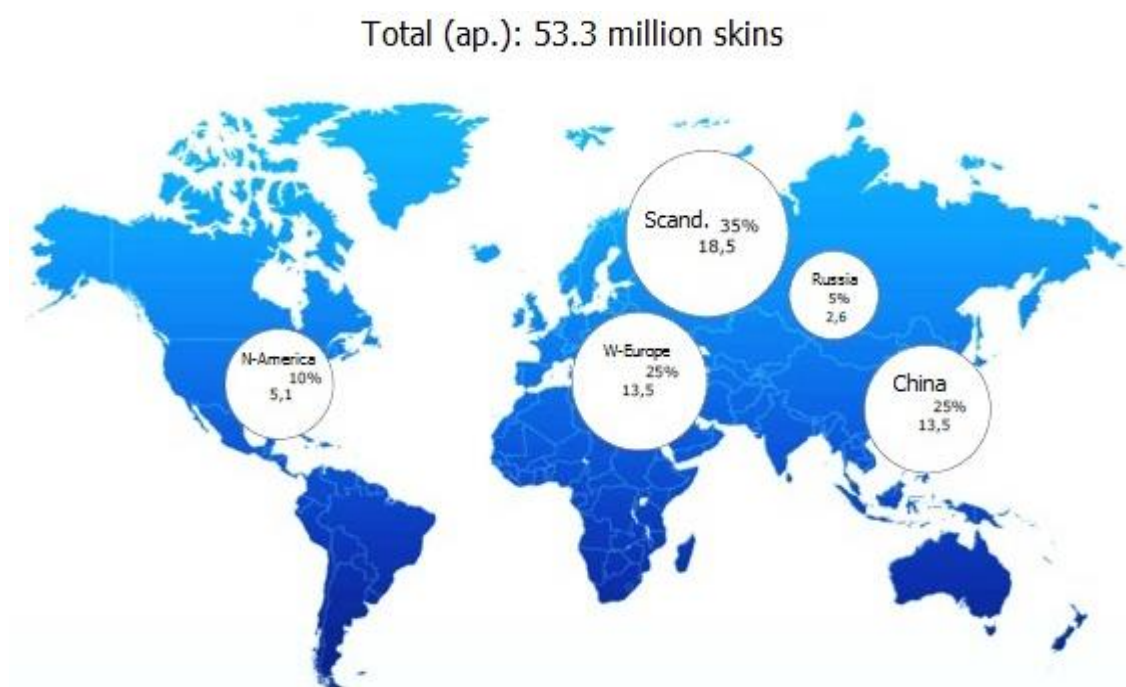 Total (ap.): 53.3 million skins
Scand. 35%
18,5
Russia
5%
2,6
W-Europe
25%
13,5
N-America
10%
5,1
China
25%
13,5